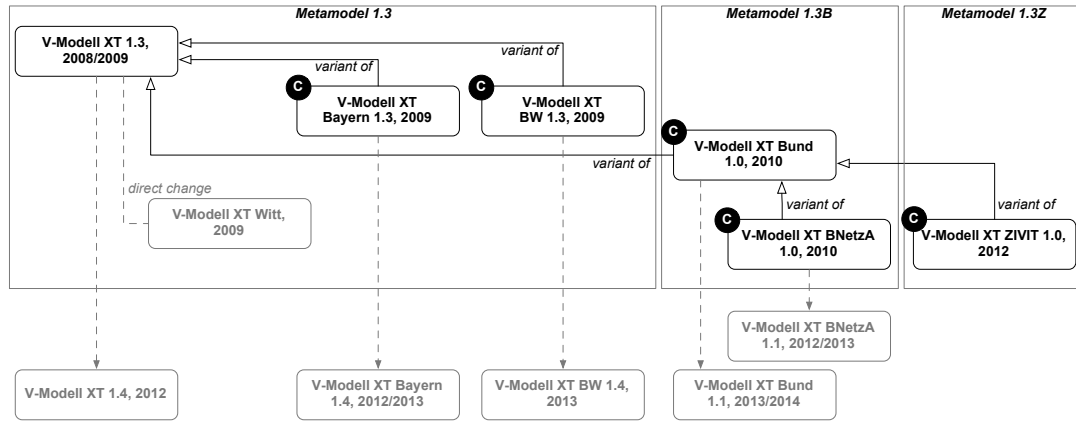 Metamodel 1.3
Metamodel 1.3B
Metamodel 1.3Z
V-Modell XT 1.3,
2008/2009
variant of
variant of
C
V-Modell XT
Bayern 1.3, 2009
C
V-Modell XT
BW 1.3, 2009
C
V-Modell XT Bund
1.0, 2010
variant of
direct change
V-Modell XT Witt,
2009
variant of
variant of
C
V-Modell XT BNetzA
1.0, 2010
C
V-Modell XT ZIVIT 1.0,
2012
V-Modell XT BNetzA
1.1, 2012/2013
V-Modell XT 1.4, 2012
V-Modell XT Bayern
1.4, 2012/2013
V-Modell XT BW 1.4,
2013
V-Modell XT Bund
1.1, 2013/2014